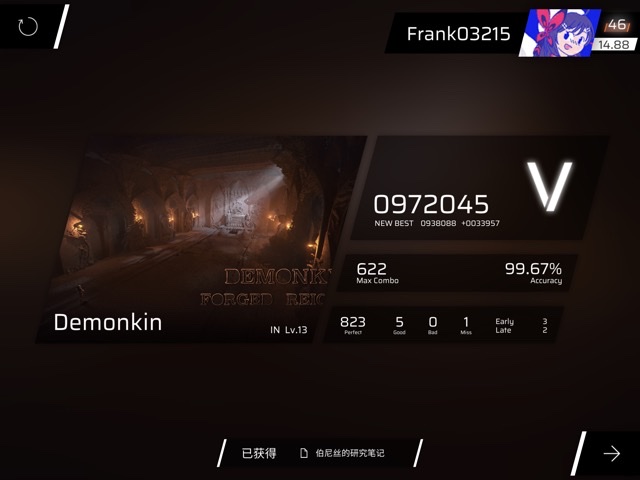 Frank03215
46
14.88
0972045
V
NEW BEST 0938088 +0033957
DEMONK
FORGED REIG
Demonkin
IN Lv.13
622
Max Combo
99.67%
Accuracy
823 5 0 1 Early 3
Perfect Good Bad Miss Late 2
已获得 伯尼丝的研究笔记